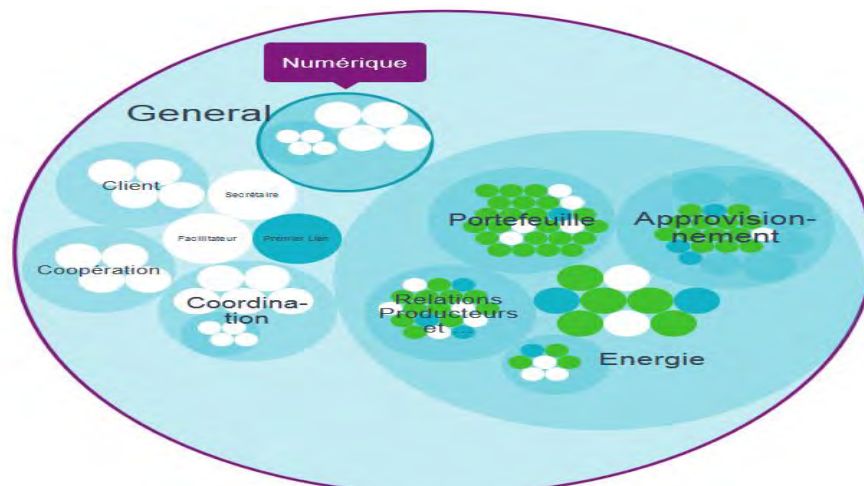 Numérique
General
Client
Secrétaire
Facilitateur
Premier Lien
Coopération
Coordina-
tion
Portefeuille
Approvision-
nement
Relations
Producteurs
et ...
Energie